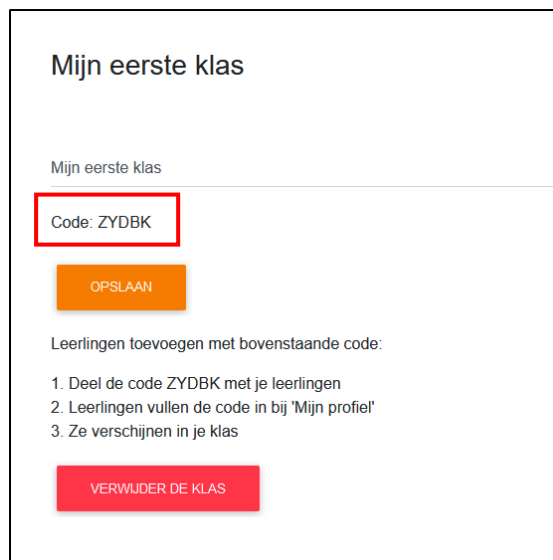 Mijn eerste klas
Mijn eerste klas
Code: ZYDBK
OPSLAAN
Leerlingen toevoegen met bovenstaande code:
1. Deel de code ZYDBK met je leerlingen
2. Leerlingen vullen de code in bij 'Mijn profiel'
3. Ze verschijnen in je klas
VERWIJDER DE KLAS